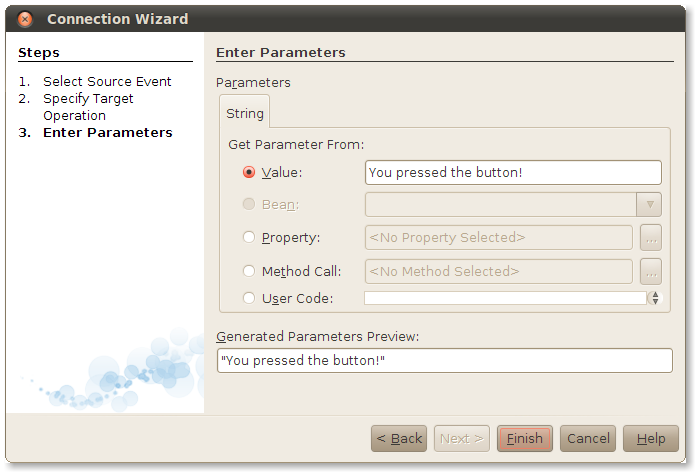 Connection Wizard
Steps
1. Select Source Event
2. Specify Target
Operation
3. Enter Parameters
Enter Parameters
Parameters
String
Get Parameter From:
Value: You pressed the button!
Bean:
Property: <No Property Selected> ...
Method Call: <No Method Selected> ...
User Code:
Generated Parameters Preview:
"You pressed the button!"
< Back Next > Finish Cancel Help